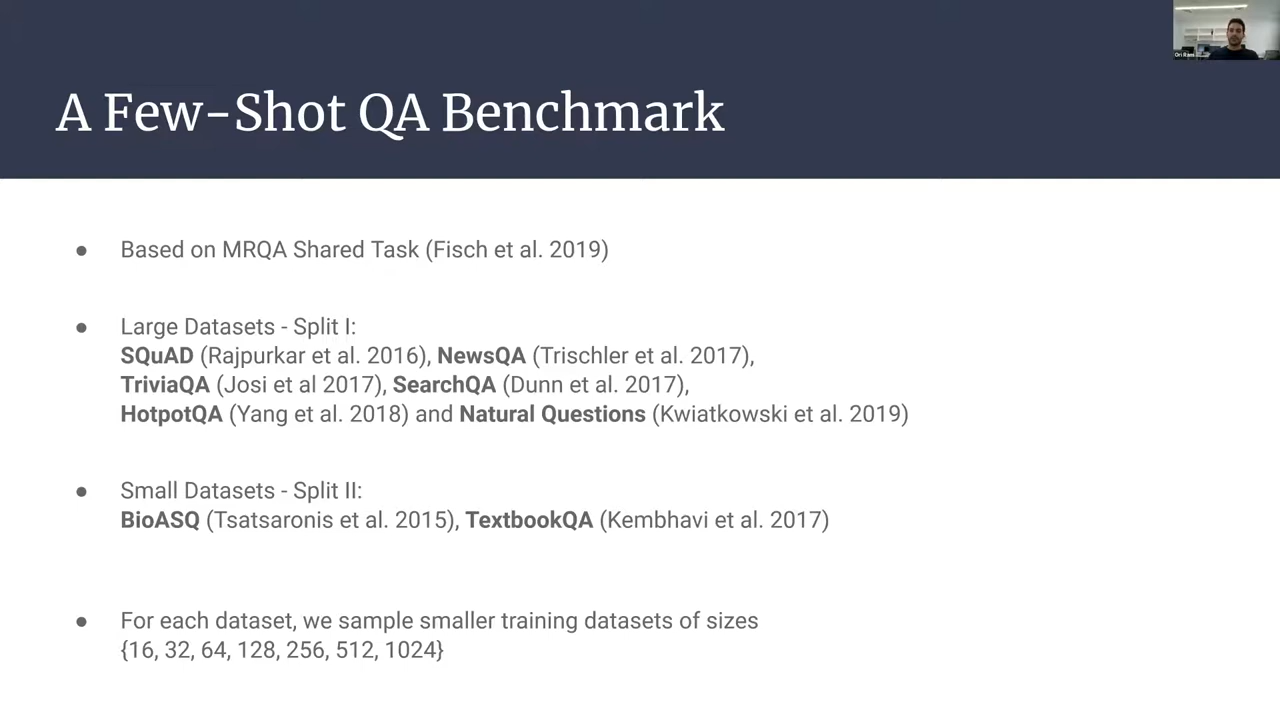 Ori Ram
A Few-Shot QA Benchmark
● Based on MRQA Shared Task (Fisch et al. 2019)
● Large Datasets - Split I:
SQuAD (Rajpurkar et al. 2016), NewsQA (Trischler et al. 2017),
TriviaQA (Josi et al 2017), SearchQA (Dunn et al. 2017),
HotpotQA (Yang et al. 2018) and Natural Questions (Kwiatkowski et al. 2019)
● Small Datasets - Split II:
BioASQ (Tsatsaronis et al. 2015), TextbookQA (Kembhavi et al. 2017)
● For each dataset, we sample smaller training datasets of sizes
{16, 32, 64, 128, 256, 512, 1024}